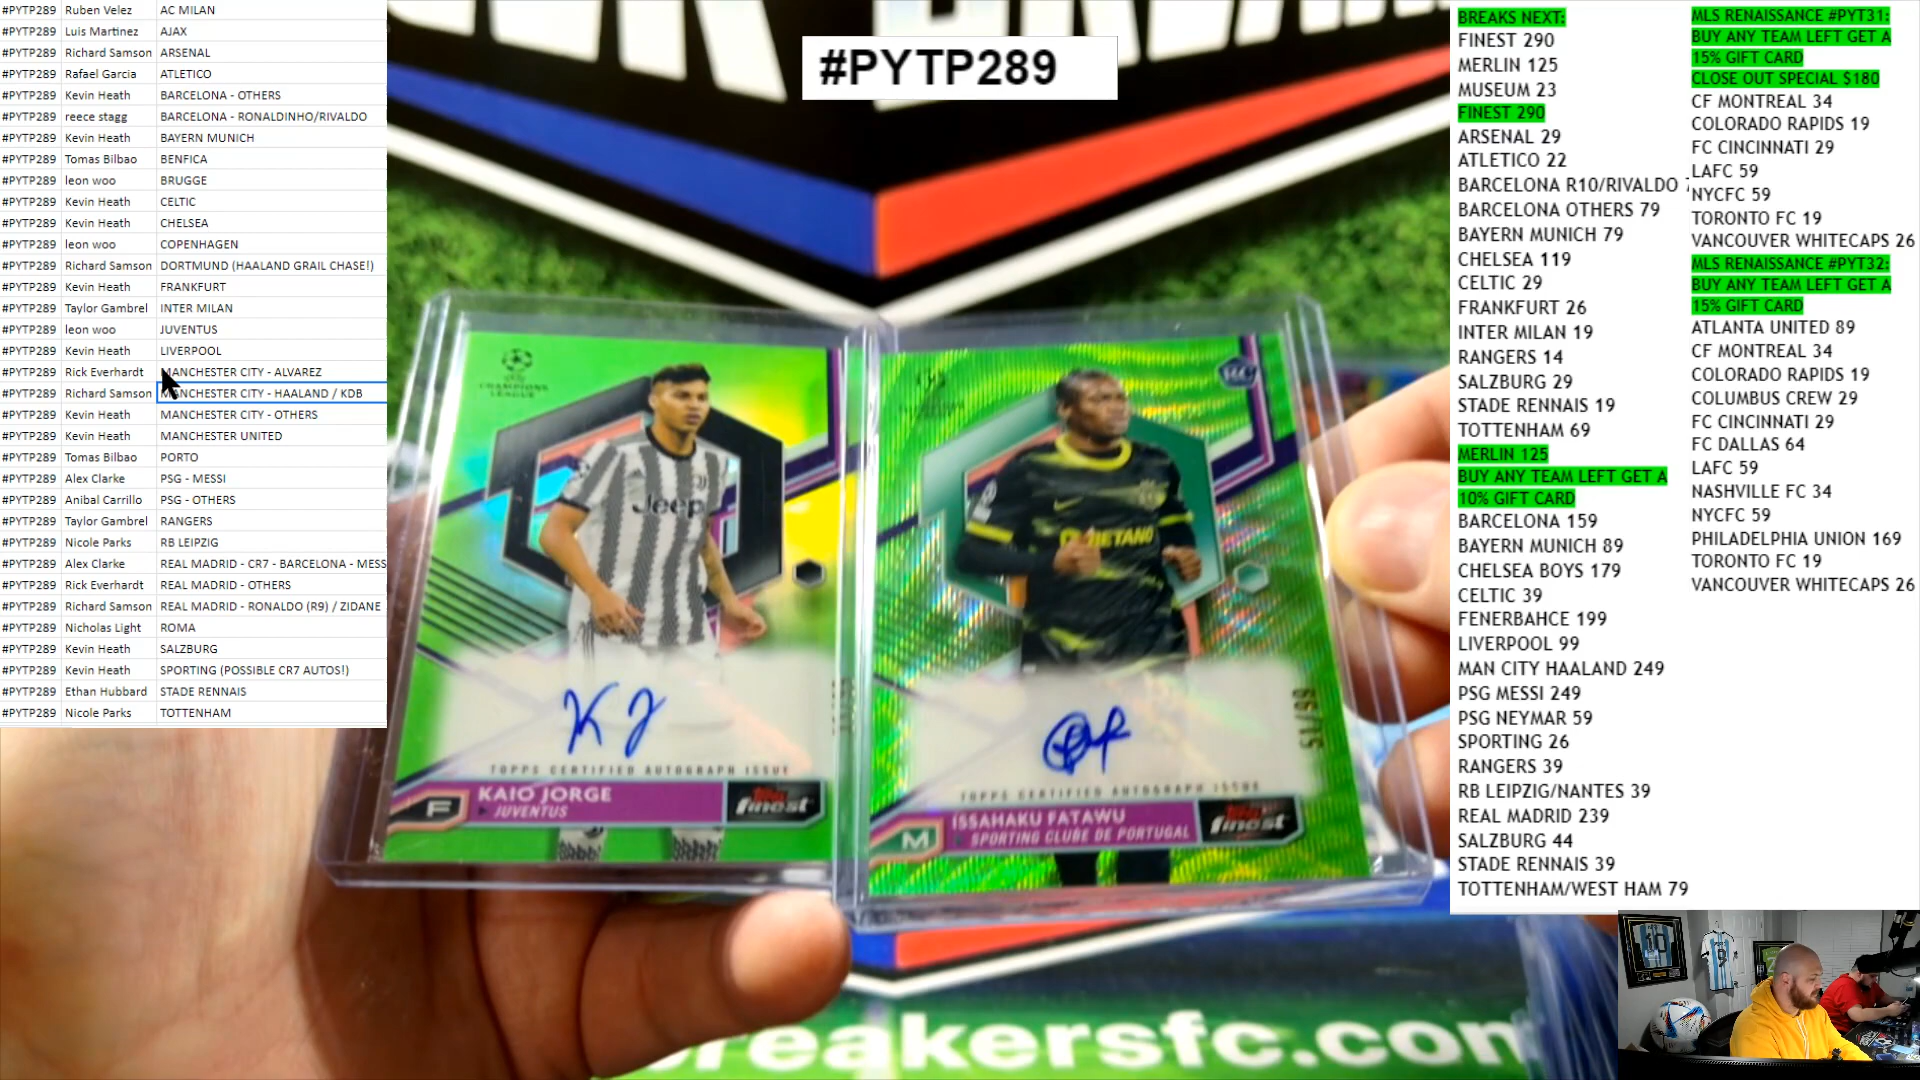 #PYTP289 Ruben Velez AC MILAN
#PYTP289 Luis Martinez AJAX
#PYTP289 Richard Samson ARSENAL
#PYTP289 Rafael Garcia ATLETICO
#PYTP289 Kevin Heath BARCELONA - OTHERS
#PYTP289 reece stagg BARCELONA - RONALDINHO/RIVALDO
#PYTP289 Kevin Heath BAYERN MUNICH
#PYTP289 Tomas Bilbao BENFICA
#PYTP289 leon woo BRUGGE
#PYTP289 Kevin Heath CELTIC
#PYTP289 Kevin Heath CHELSEA
#PYTP289 leon woo COPENHAGEN
#PYTP289 Richard Samson DORTMUND (HAALAND GRAIL CHASE!)
#PYTP289 Kevin Heath FRANKFURT
#PYTP289 Taylor Gambrel INTER MILAN
#PYTP289 leon woo JUVENTUS
#PYTP289 Kevin Heath LIVERPOOL
#PYTP289 Rick Everhardt MANCHESTER CITY - ALVAREZ
#PYTP289 Richard Samson MANCHESTER CITY - HAALAND / KDB
#PYTP289 Kevin Heath MANCHESTER CITY - OTHERS
#PYTP289 Kevin Heath MANCHESTER UNITED
#PYTP289 Tomas Bilbao PORTO
#PYTP289 Alex Clarke PSG - MESSI
#PYTP289 Anibal Carrillo PSG - OTHERS
#PYTP289 Taylor Gambrel RANGERS
#PYTP289 Nicole Parks RB LEIPZIG
#PYTP289 Alex Clarke REAL MADRID - CR7 - BARCELONA - MESS
#PYTP289 Rick Everhardt REAL MADRID - OTHERS
#PYTP289 Richard Samson REAL MADRID - RONALDO (R9) / ZIDANE
#PYTP289 Nicholas Light ROMA
#PYTP289 Kevin Heath SALZBURG
#PYTP289 Kevin Heath SPORTING (POSSIBLE CR7 AUTOS!)
#PYTP289 Ethan Hubbard STADE RENNAIS
#PYTP289 Nicole Parks TOTTENHAM
#PYTP289
CHAMPIONS
LEAGUE
Jeep
TOPPS CERTIFIED AUTOGRAPH ISSUE
F KAIO JORGE
JUVENTUS
Topps finest
RC
BETANO
51/99
TOPPS CERTIFIED AUTOGRAPH ISSUE
M ISSAHAKU FATAWU
SPORTING CLUBE DE PORTUGAL
Topps finest
breakersfc.com
BREAKS NEXT:
FINEST 290
MERLIN 125
MUSEUM 23
FINEST 290
ARSENAL 29
ATLETICO 22
BARCELONA R10/RIVALDO
BARCELONA OTHERS 79
BAYERN MUNICH 79
CHELSEA 119
CELTIC 29
FRANKFURT 26
INTER MILAN 19
RANGERS 14
SALZBURG 29
STADE RENNAIS 19
TOTTENHAM 69
MERLIN 125
BUY ANY TEAM LEFT GET A
10% GIFT CARD
BARCELONA 159
BAYERN MUNICH 89
CHELSEA BOYS 179
CELTIC 39
FENERBAHCE 199
LIVERPOOL 99
MAN CITY HAALAND 249
PSG MESSI 249
PSG NEYMAR 59
SPORTING 26
RANGERS 39
RB LEIPZIG/NANTES 39
REAL MADRID 239
SALZBURG 44
STADE RENNAIS 39
TOTTENHAM/WEST HAM 79
MLS RENAISSANCE #PYT31:
BUY ANY TEAM LEFT GET A
15% GIFT CARD
CLOSE OUT SPECIAL $180
CF MONTREAL 34
COLORADO RAPIDS 19
FC CINCINNATI 29
LAFC 59
NYCFC 59
TORONTO FC 19
VANCOUVER WHITECAPS 26
MLS RENAISSANCE #PYT32:
BUY ANY TEAM LEFT GET A
15% GIFT CARD
ATLANTA UNITED 89
CF MONTREAL 34
COLORADO RAPIDS 19
COLUMBUS CREW 29
FC CINCINNATI 29
FC DALLAS 64
LAFC 59
NASHVILLE FC 34
NYCFC 59
PHILADELPHIA UNION 169
TORONTO FC 19
VANCOUVER WHITECAPS 26